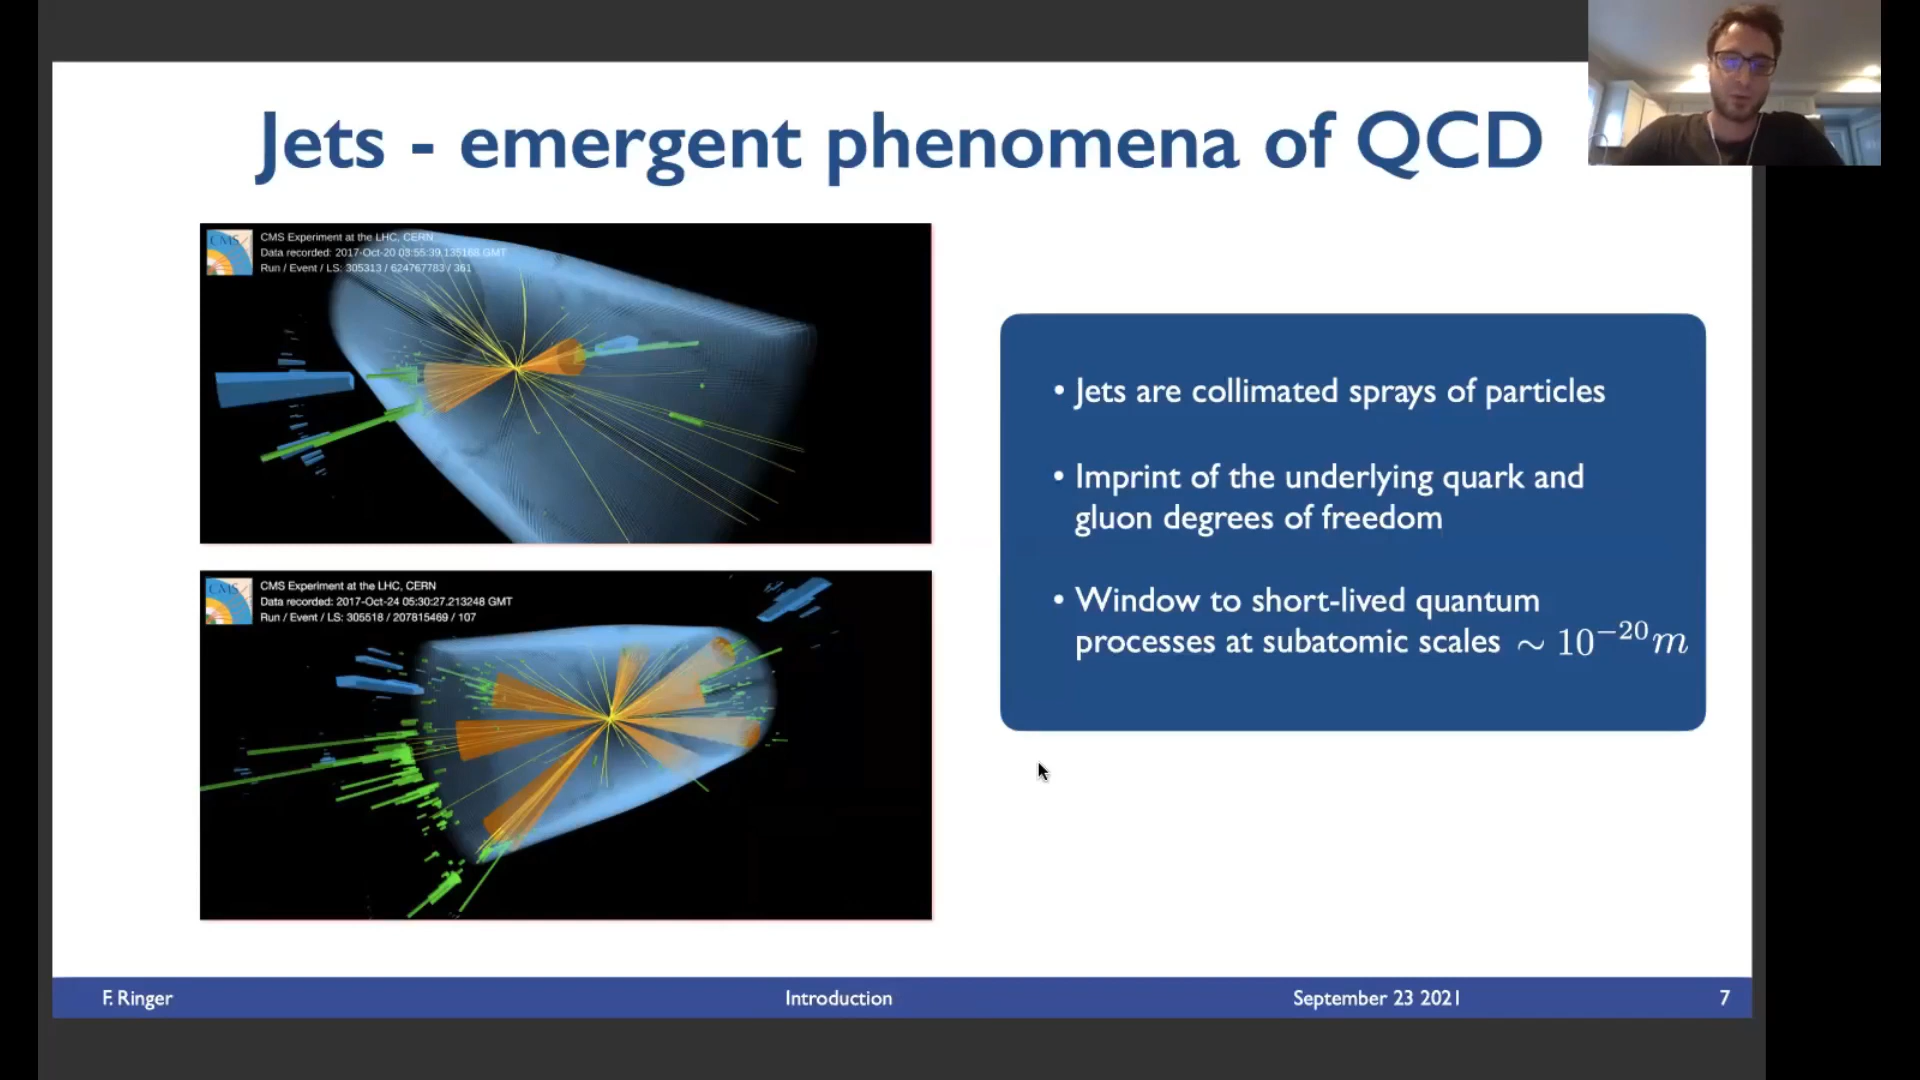 Jets - emergent phenomena of QCD
CMS
CMS Experiment at the LHC, CERN
Data recorded: 2017-Oct-20 03:55:39.135168 GMT
Run / Event / LS: 305313 / 624767783 / 361
CMS
CMS Experiment at the LHC, CERN
Data recorded: 2017-Oct-24 05:30:27.213248 GMT
Run / Event / LS: 305518 / 207815469 / 107
• Jets are collimated sprays of particles
• Imprint of the underlying quark and
gluon degrees of freedom
• Window to short-lived quantum
processes at subatomic scales ∼ 10⁻²⁰m
F. Ringer
Introduction
September 23 2021
7